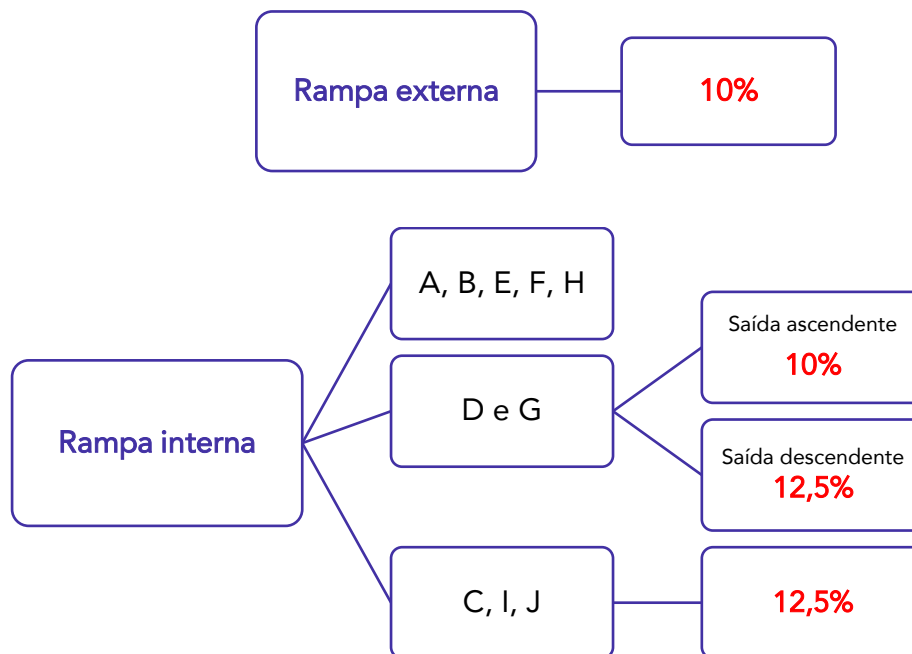 Rampa externa
10%
Rampa interna
A, B, E, F, H
D e G
Saída ascendente
10%
Saída descendente
12,5%
C, I, J
12,5%